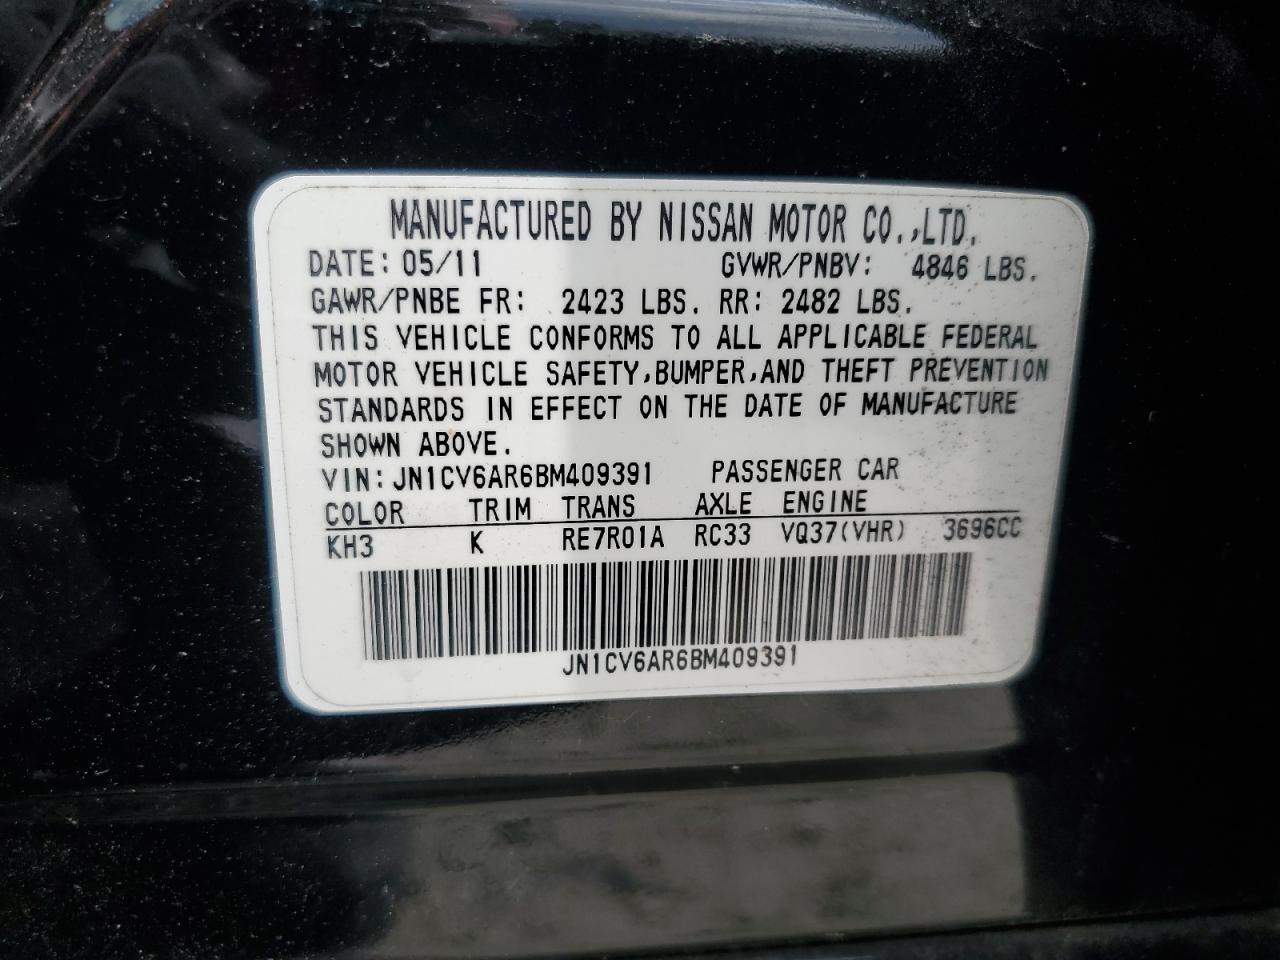 MANUFACTURED BY NISSAN MOTOR CO.,LTD.
DATE: 05/11 GVWR/PNBV: 4846 LBS.
GAWR/PNBE FR: 2423 LBS. RR: 2482 LBS.
THIS VEHICLE CONFORMS TO ALL APPLICABLE FEDERAL
MOTOR VEHICLE SAFETY,BUMPER,AND THEFT PREVENTION
STANDARDS IN EFFECT ON THE DATE OF MANUFACTURE
SHOWN ABOVE.
VIN:JN1CV6AR6BM409391 PASSENGER CAR
COLOR TRIM TRANS AXLE ENGINE
KH3 K RE7R01A RC33 VQ37(VHR) 3696CC
JN1CV6AR6BM409391